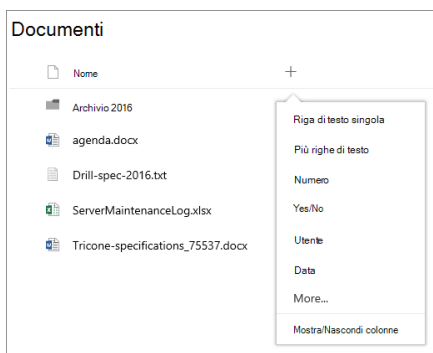 Documenti
Nome
+
Archivio 2016
Riga di testo singola
agenda.docx
Più righe di testo
Drill-spec-2016.txt
Numero
ServerMaintenanceLog.xlsx
Yes/No
Utente
Tricone-specifications_75537.docx
Data
More...
Mostra/Nascondi colonne